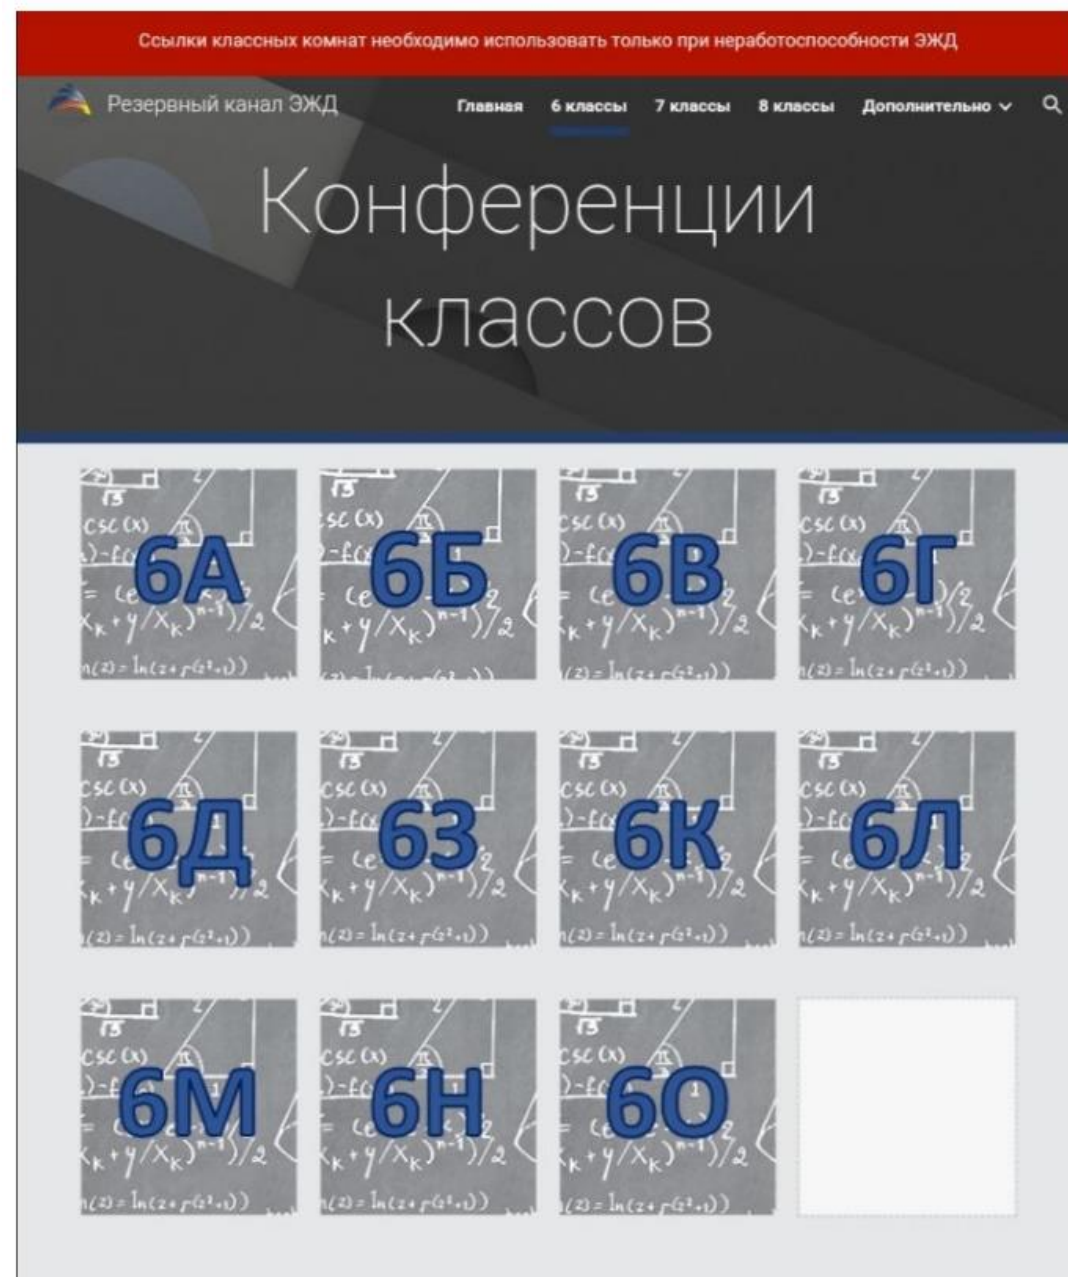 Ссылки классных комнат необходимо использовать только при неработоспособности ЭЖД
Резервный канал ЭЖД
Главная 6 классы 7 классы 8 классы Дополнительно
Конференции
классов
6А 6Б 6В 6Г
6Д 6З 6К 6Л
6М 6Н 6О